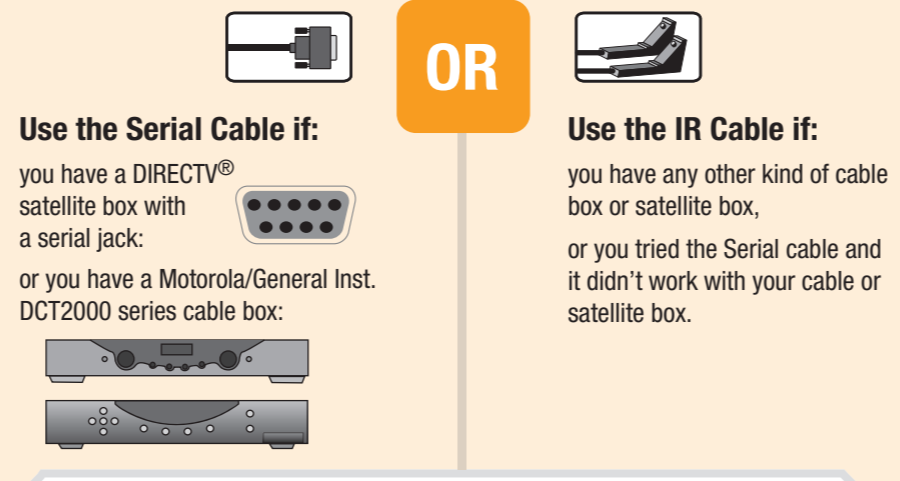 OR
Use the Serial Cable if:
you have a DIRECTV®
satellite box with
a serial jack:
or you have a Motorola/General Inst.
DCT2000 series cable box:
Use the IR Cable if:
you have any other kind of cable
box or satellite box,
or you tried the Serial cable and
it didn't work with your cable or
satellite box.